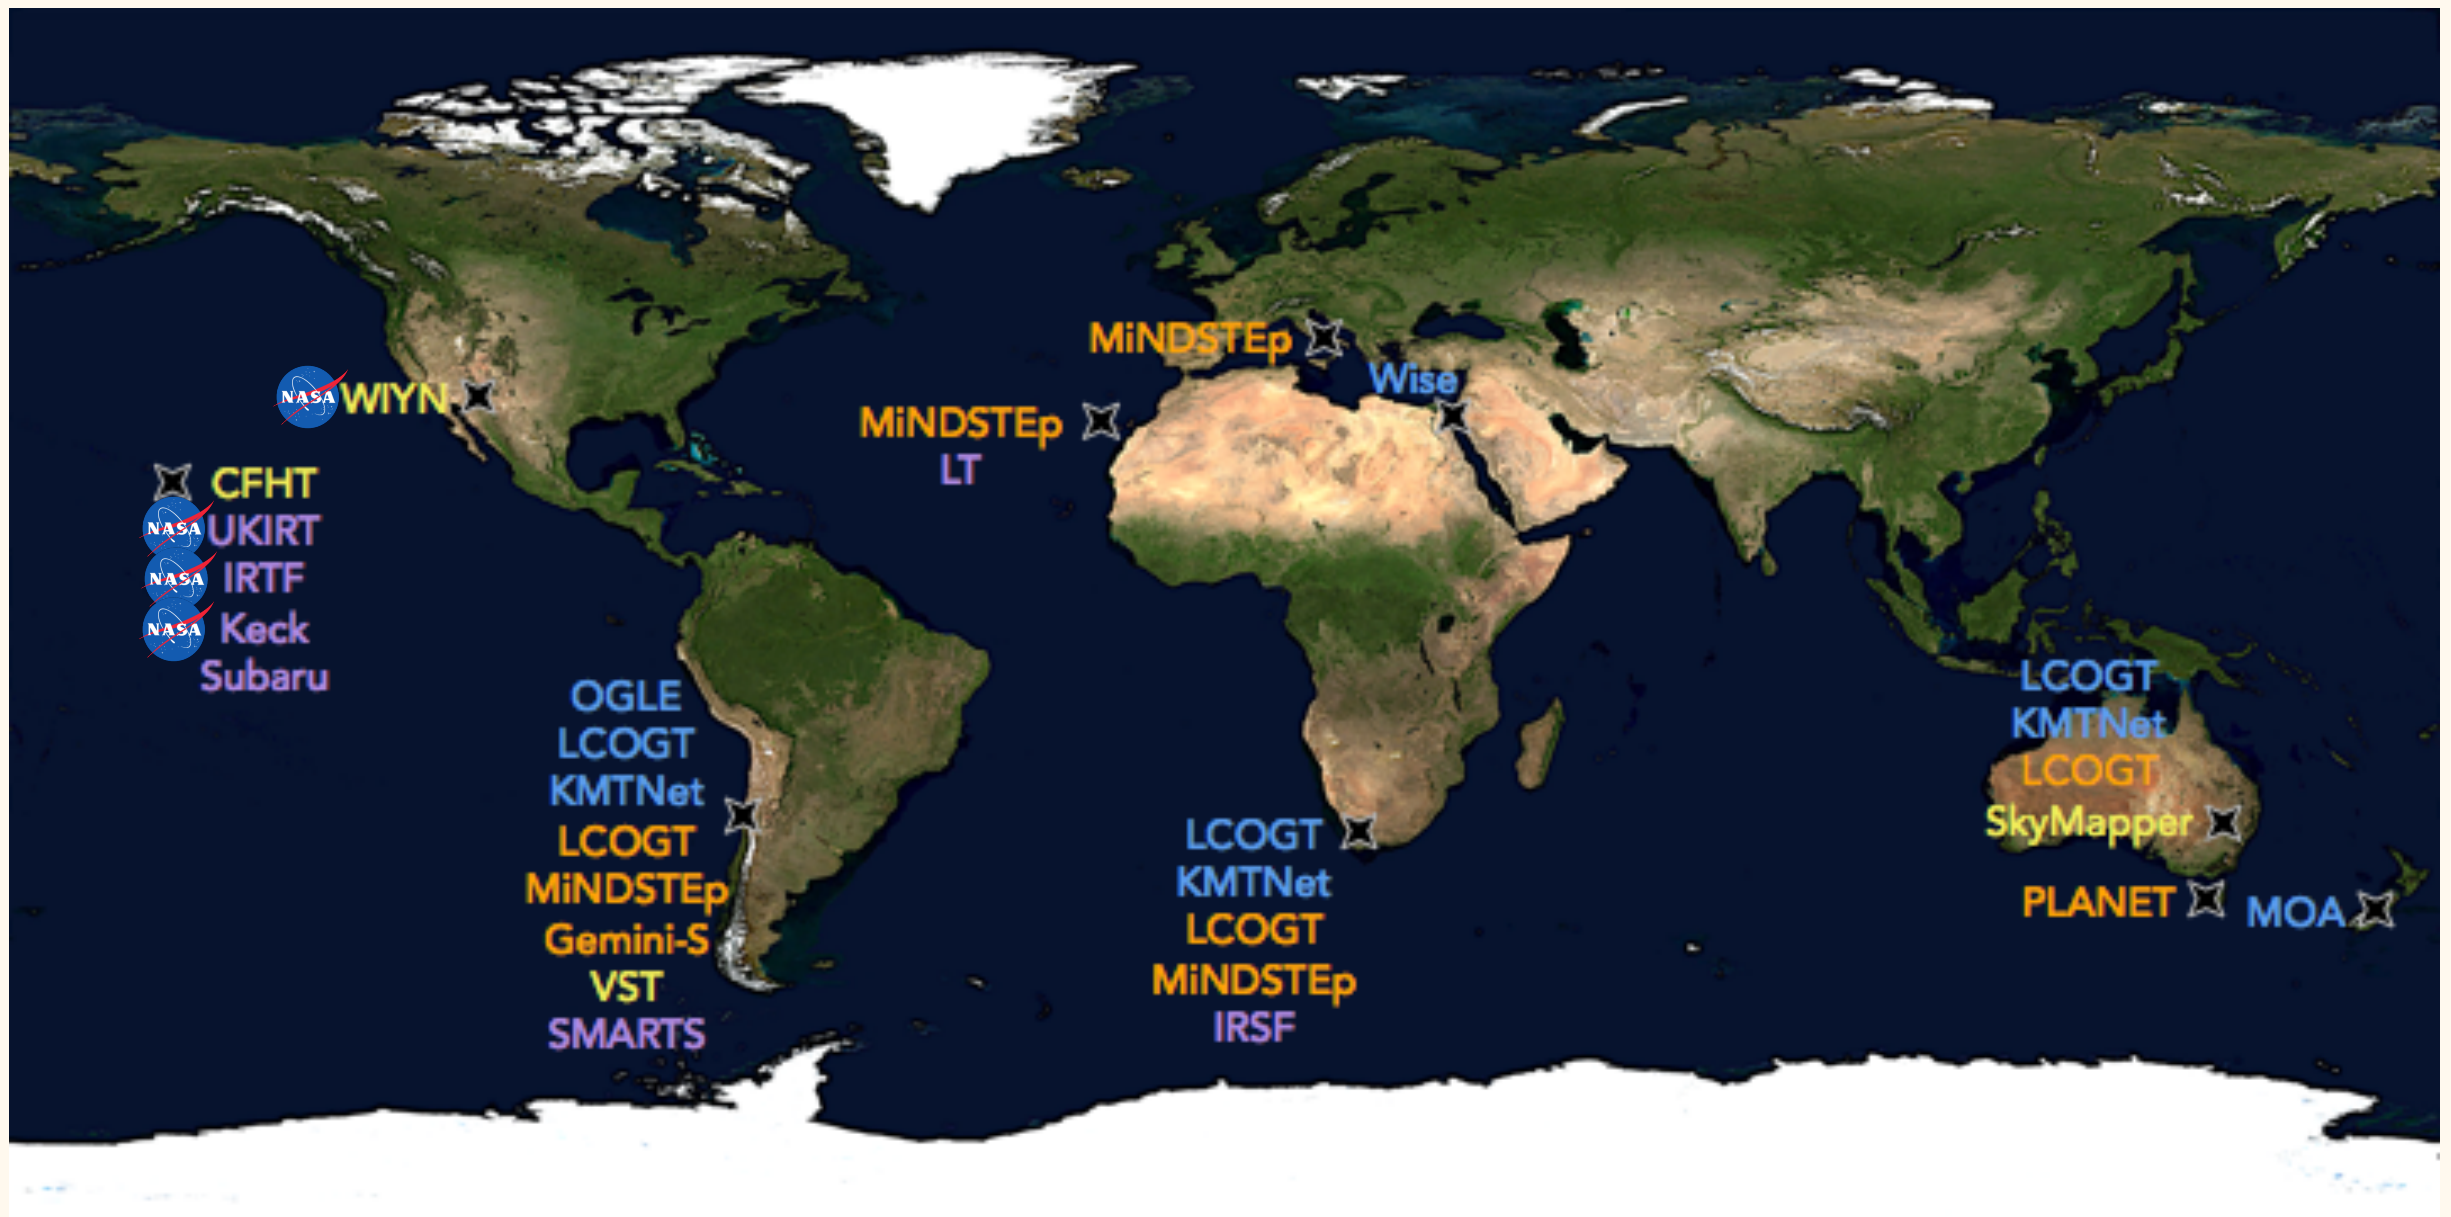 MiNDSTEp
Wise
NASA WIYN
MiNDSTEp
LT
CFHT
NASA UKIRT
NASA IRTF
NASA Keck
Subaru
OGLE
LCOGT
KMTNet
LCOGT
MiNDSTEp
Gemini-S
VST
SMARTS
LCOGT
KMTNet
LCOGT
MiNDSTEp
IRSF
LCOGT
KMTNet
LCOGT
SkyMapper
PLANET
MOA